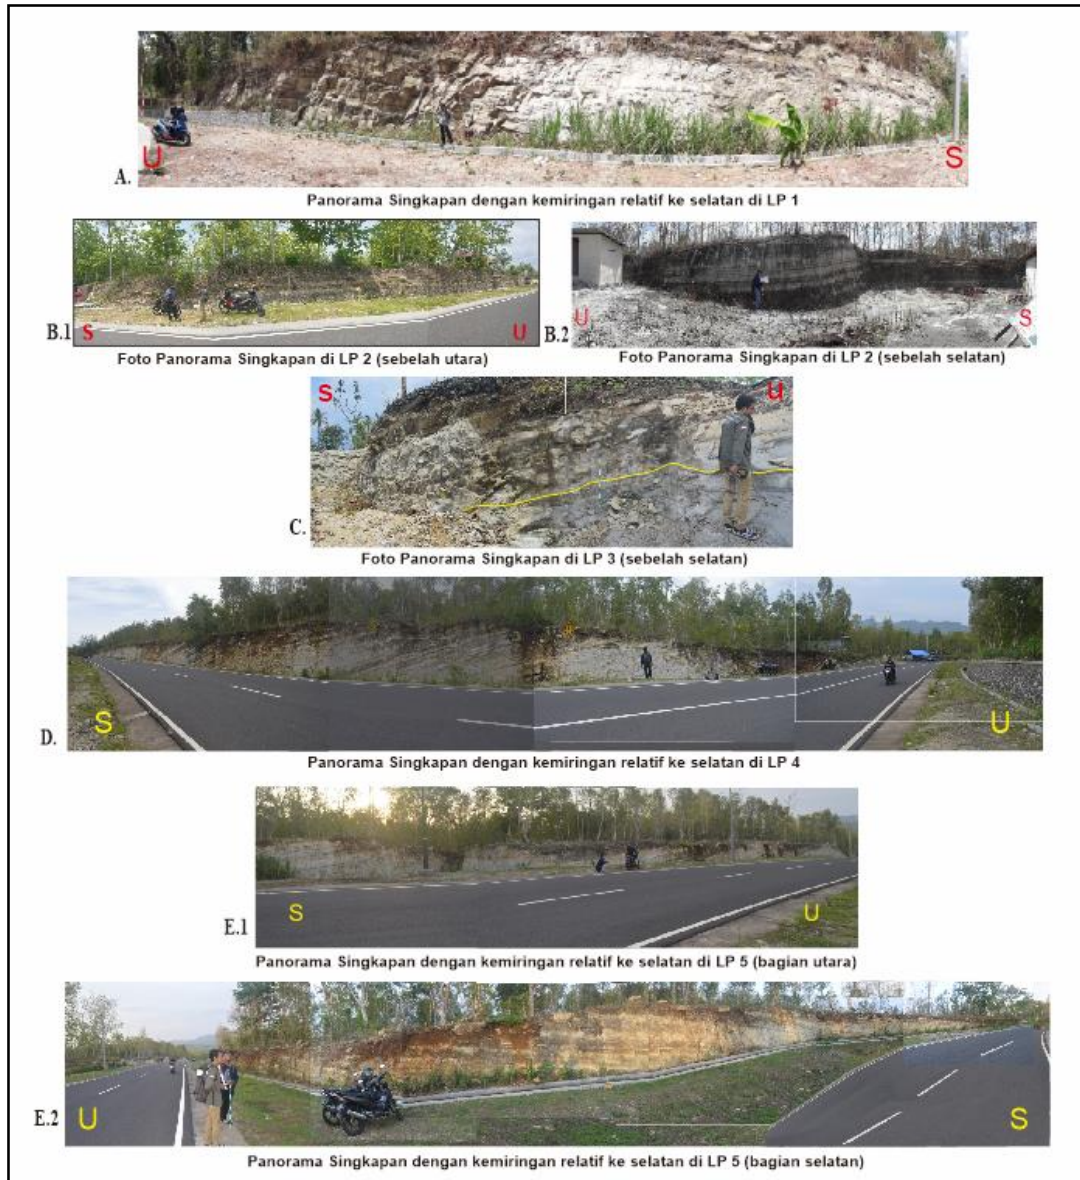 U
S
A.
Panorama Singkapan dengan kemiringan relatif ke selatan di LP 1
S
U
B.1
Foto Panorama Singkapan di LP 2 (sebelah utara)
U
S
B.2
Foto Panorama Singkapan di LP 2 (sebelah selatan)
s
u
C.
Foto Panorama Singkapan di LP 3 (sebelah selatan)
S
U
D.
Panorama Singkapan dengan kemiringan relatif ke selatan di LP 4
S
U
E.1
Panorama Singkapan dengan kemiringan relatif ke selatan di LP 5 (bagian utara)
U
S
E.2
Panorama Singkapan dengan kemiringan relatif ke selatan di LP 5 (bagian selatan)